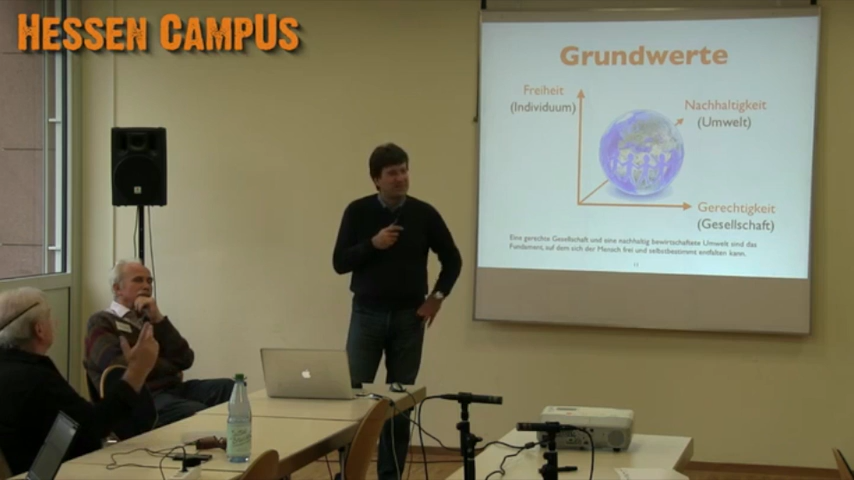 HESSEN CAMPUS
Grundwerte
Freiheit
(Individuum)
Nachhaltigkeit
(Umwelt)
Gerechtigkeit
(Gesellschaft)
Eine gerechte Gesellschaft und eine nachhaltig bewirtschaftete Umwelt sind das
Fundament, auf dem sich der Mensch frei und selbstbestimmt entfalten kann.